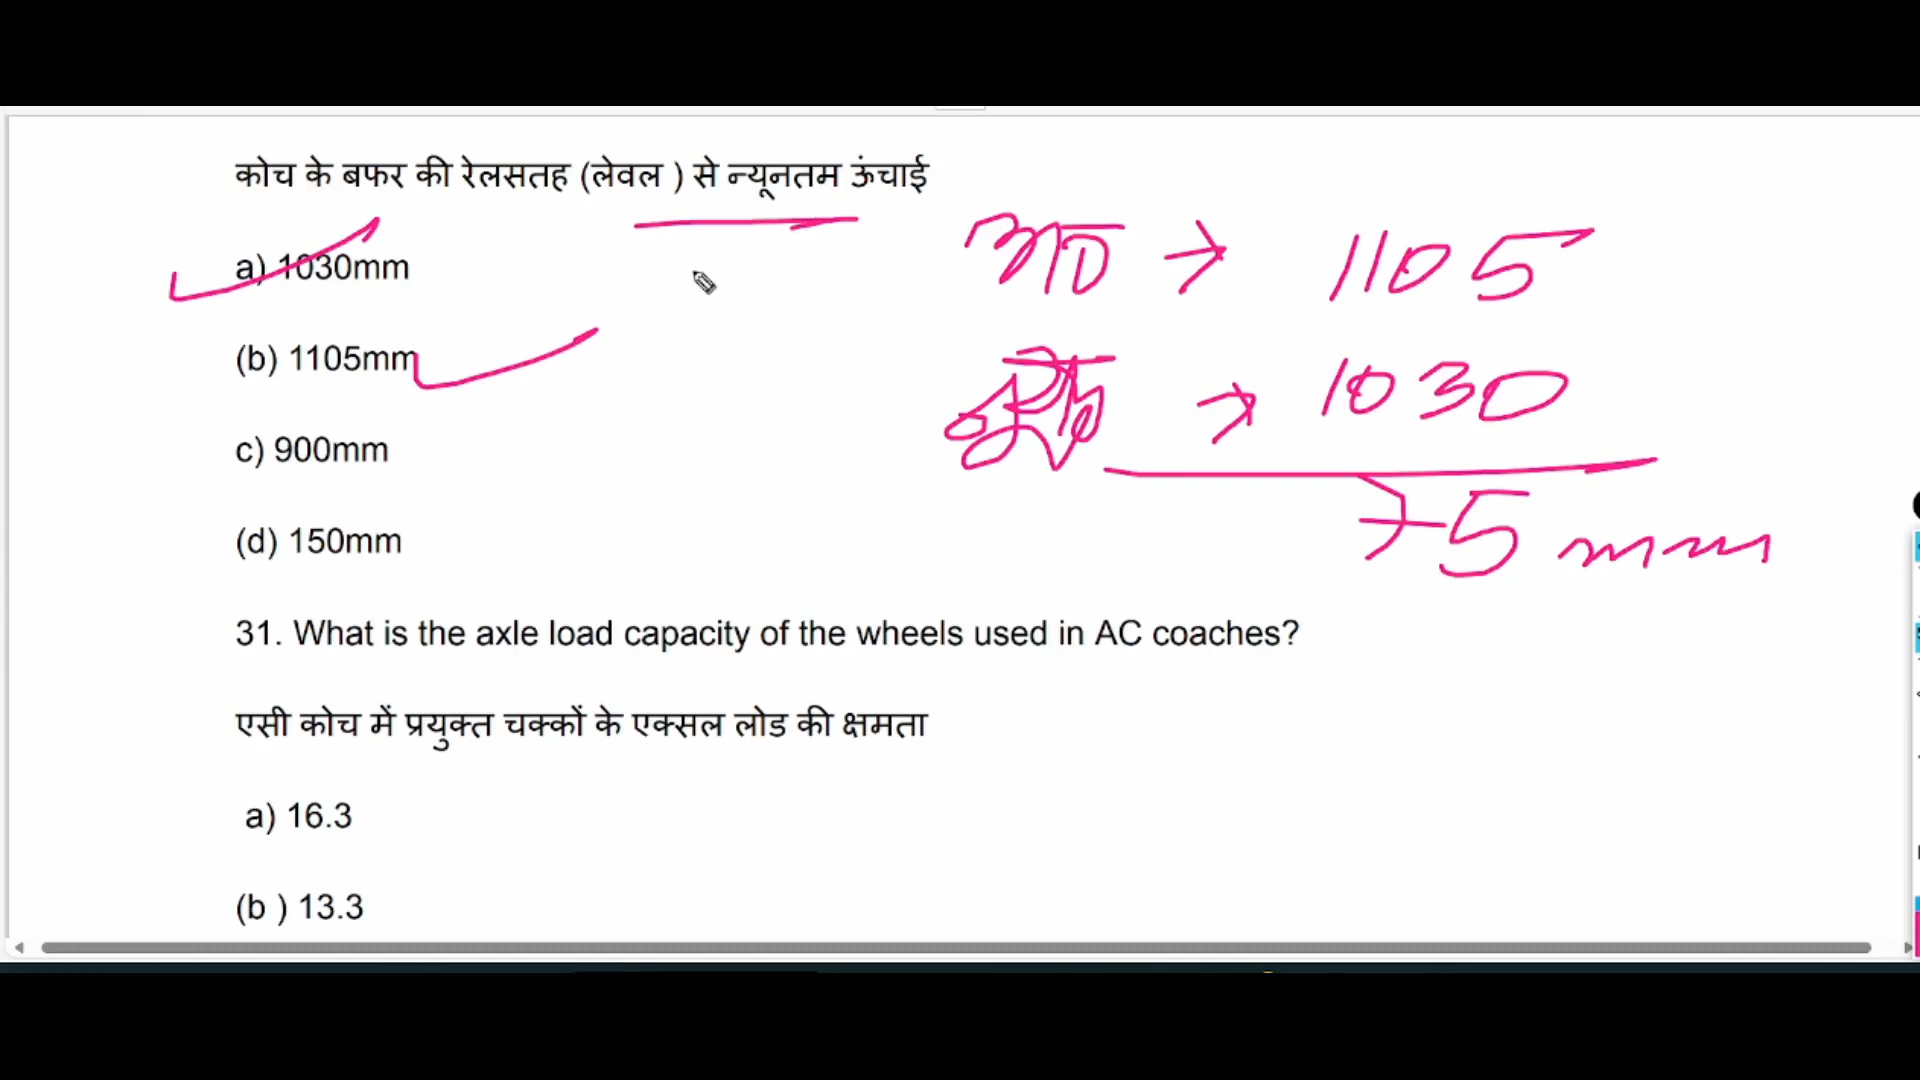 कोच के बफर की रेलसतह (लेवल ) से न्यूनतम ऊंचाई
a) 1030mm
1105
(b) 1105mm
1030
c) 900mm
75 mm
(d) 150mm
31. What is the axle load capacity of the wheels used in AC coaches?
एसी कोच में प्रयुक्त चक्कों के एक्सल लोड की क्षमता
a) 16.3
(b ) 13.3